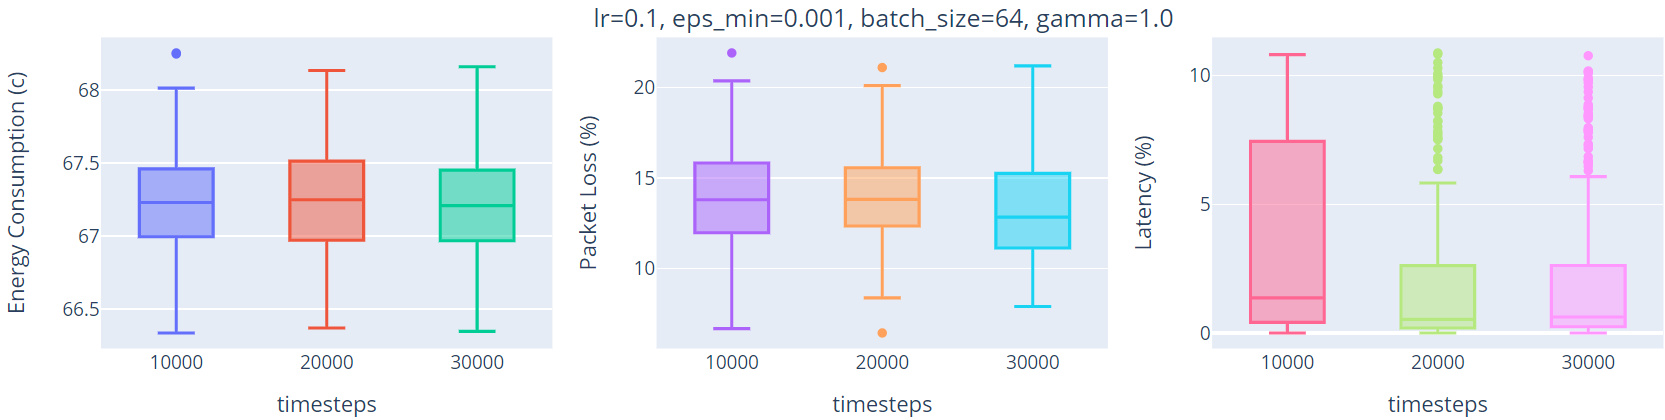 lr=0.1, eps_min=0.001, batch_size=64, gamma=1.0
Energy Consumption (c)
68
67.5
67
66.5
10000 20000 30000
timesteps
Packet Loss (%)
20
15
10
10000 20000 30000
timesteps
Latency (%)
10
5
0
10000 20000 30000
timesteps